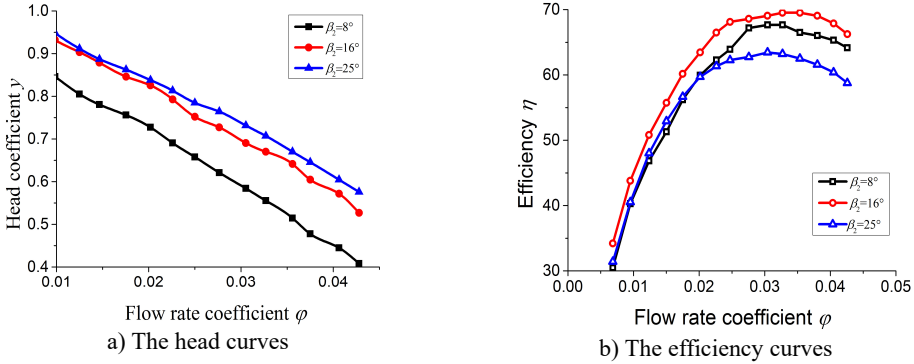 1.0
0.9
0.8
0.7
0.6
0.5
0.4
0.01
0.02
0.03
0.04
Head coefficient y
Flow rate coefficient φ
β₂=8°
β₂=16°
β₂=25°
a) The head curves
70
60
50
40
30
0.00
0.01
0.02
0.03
0.04
0.05
Efficiency η
Flow rate coefficient φ
β₂=8°
β₂=16°
β₂=25°
b) The efficiency curves